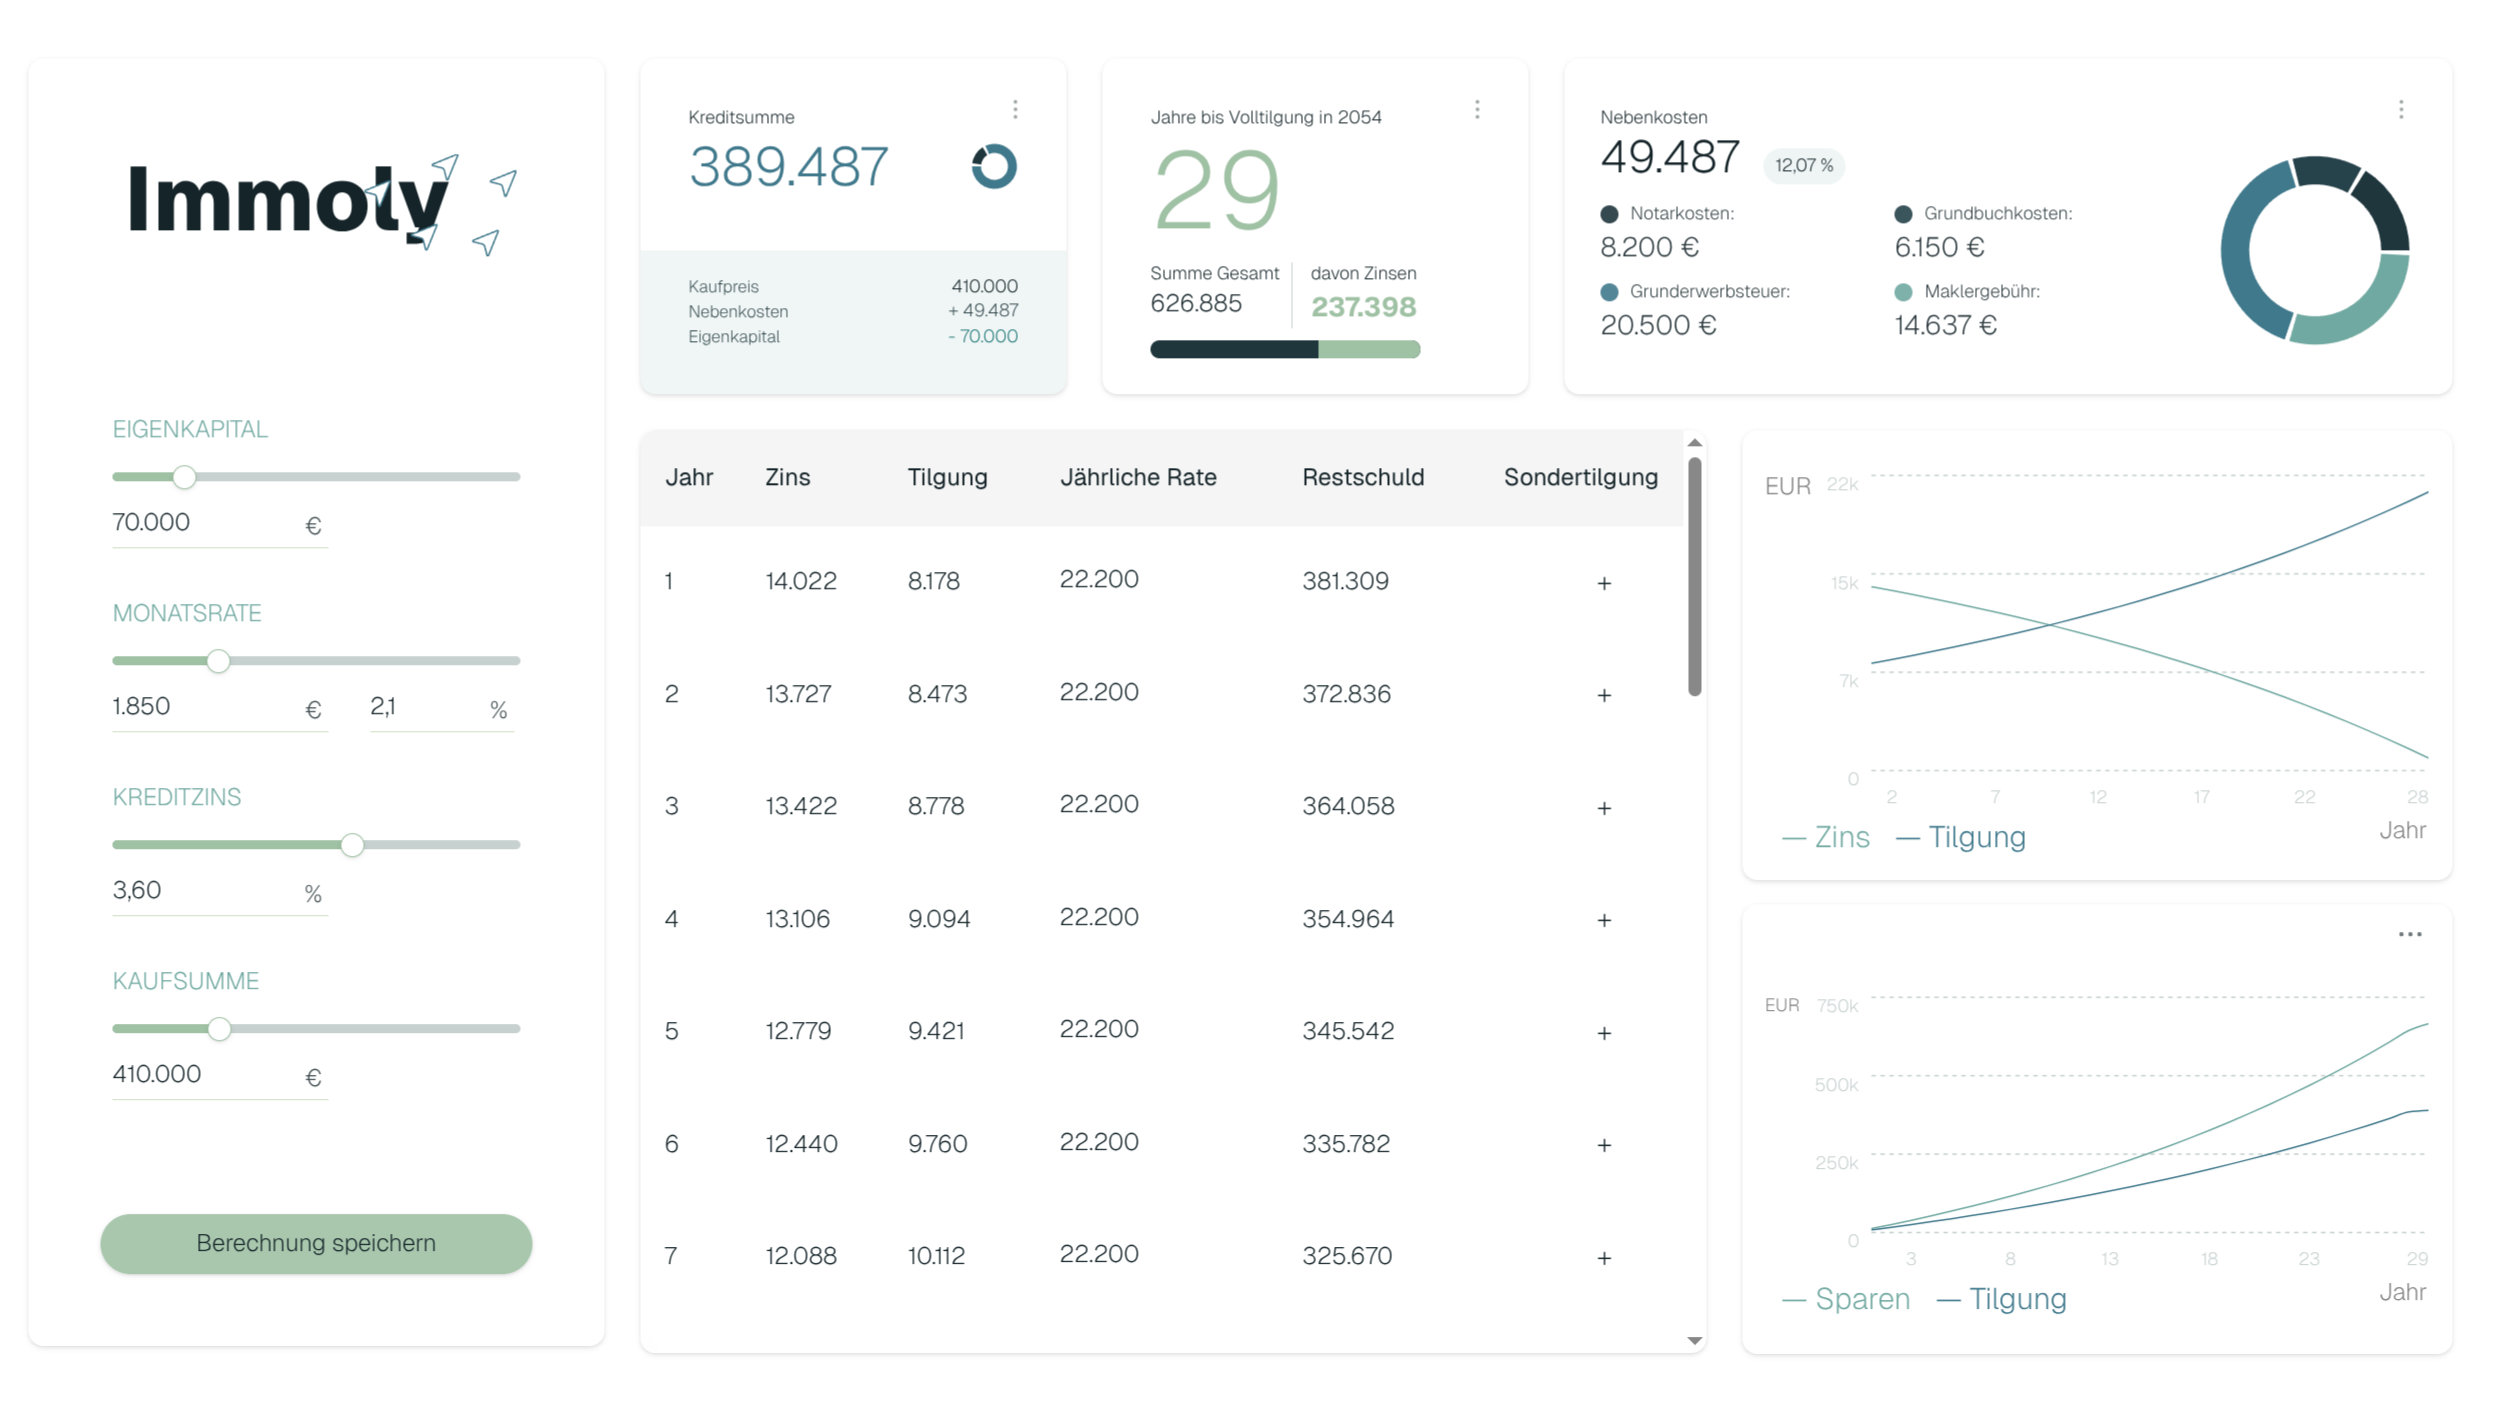 Immoly
EIGENKAPITAL
70.000 €
MONATSRATE
1.850 € 2,1 %
KREDITZINS
3,60 %
KAUFSUMME
410.000 €
Berechnung speichern
Kreditsumme
389.487
Kaufpreis 410.000
Nebenkosten + 49.487
Eigenkapital - 70.000
Jahre bis Volltilgung in 2054
29
Summe Gesamt davon Zinsen
626.885 237.398
Nebenkosten
49.487 12,07 %
Notarkosten: Grundbuchkosten:
8.200 € 6.150 €
Grunderwerbsteuer: Maklergebühr:
20.500 € 14.637 €
Jahr Zins Tilgung Jährliche Rate Restschuld Sondertilgung
1 14.022 8.178 22.200 381.309 +
2 13.727 8.473 22.200 372.836 +
3 13.422 8.778 22.200 364.058 +
4 13.106 9.094 22.200 354.964 +
5 12.779 9.421 22.200 345.542 +
6 12.440 9.760 22.200 335.782 +
7 12.088 10.112 22.200 325.670 +
EUR 22k
15k
7k
0
2 7 12 17 22 28
Zins Tilgung Jahr
EUR 750k
500k
250k
0
3 8 13 18 23 29
Sparen Tilgung Jahr